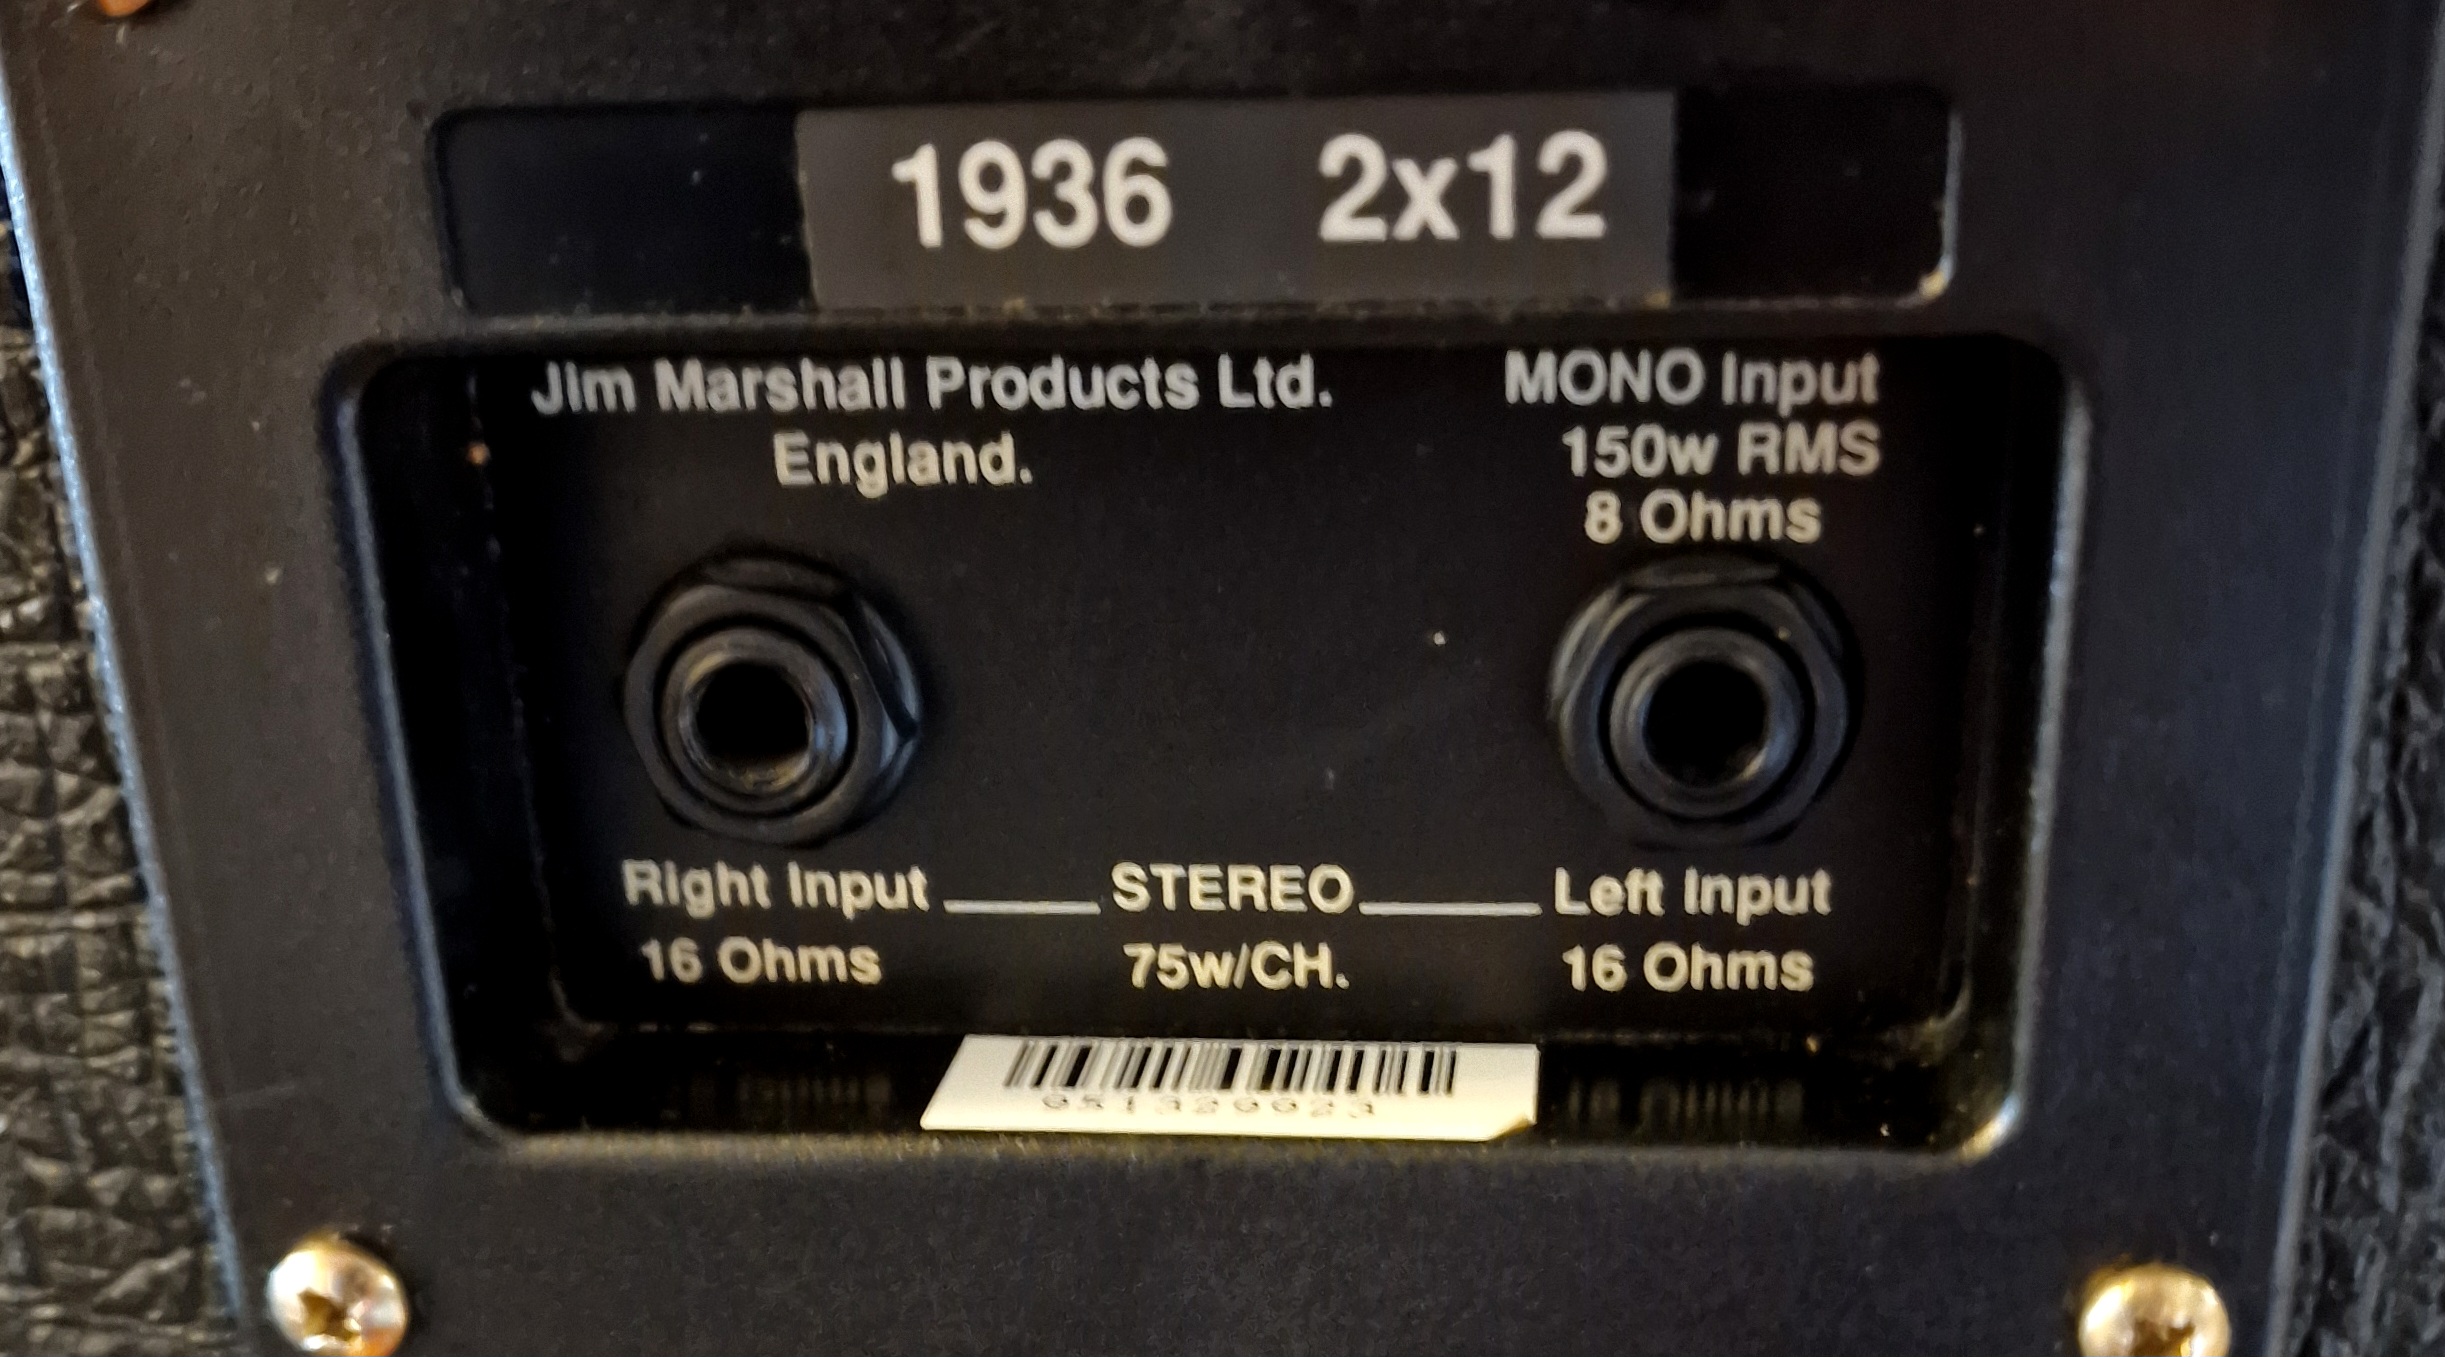 1936 2x12
Jim Marshall Products Ltd.
England.
MONO Input
150w RMS
8 Ohms
Right Input STEREO Left Input
16 Ohms 75w/CH. 16 Ohms